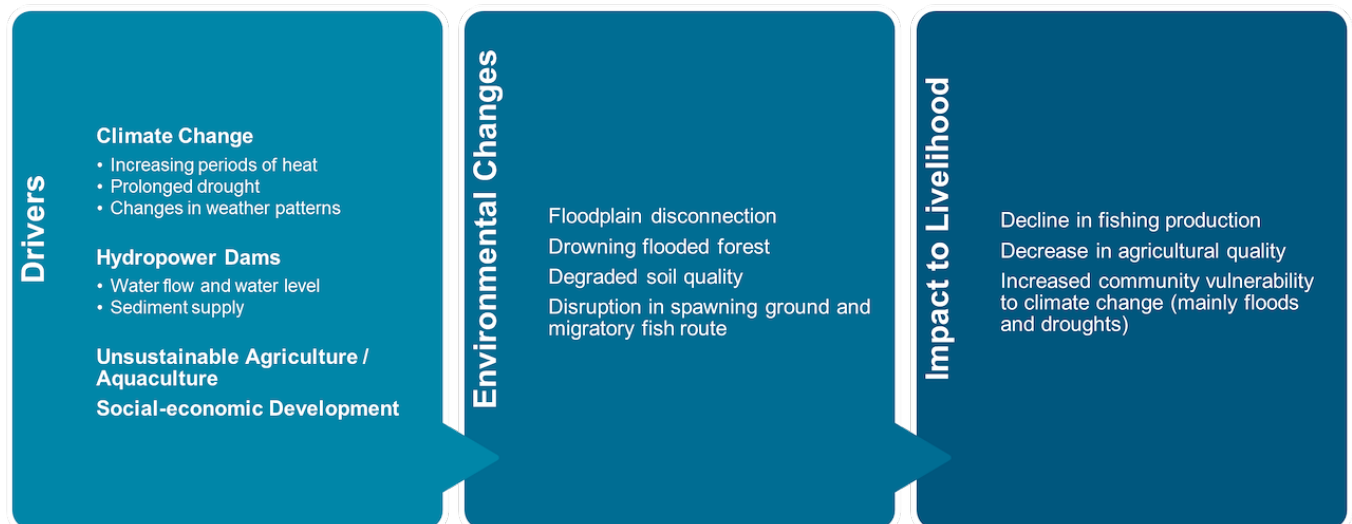 Drivers
Climate Change
• Increasing periods of heat
• Prolonged drought
• Changes in weather patterns
Hydropower Dams
• Water flow and water level
• Sediment supply
Unsustainable Agriculture /
Aquaculture
Social-economic Development
Environmental Changes
Floodplain disconnection
Drowning flooded forest
Degraded soil quality
Disruption in spawning ground and
migratory fish route
Impact to Livelihood
Decline in fishing production
Decrease in agricultural quality
Increased community vulnerability
to climate change (mainly floods
and droughts)